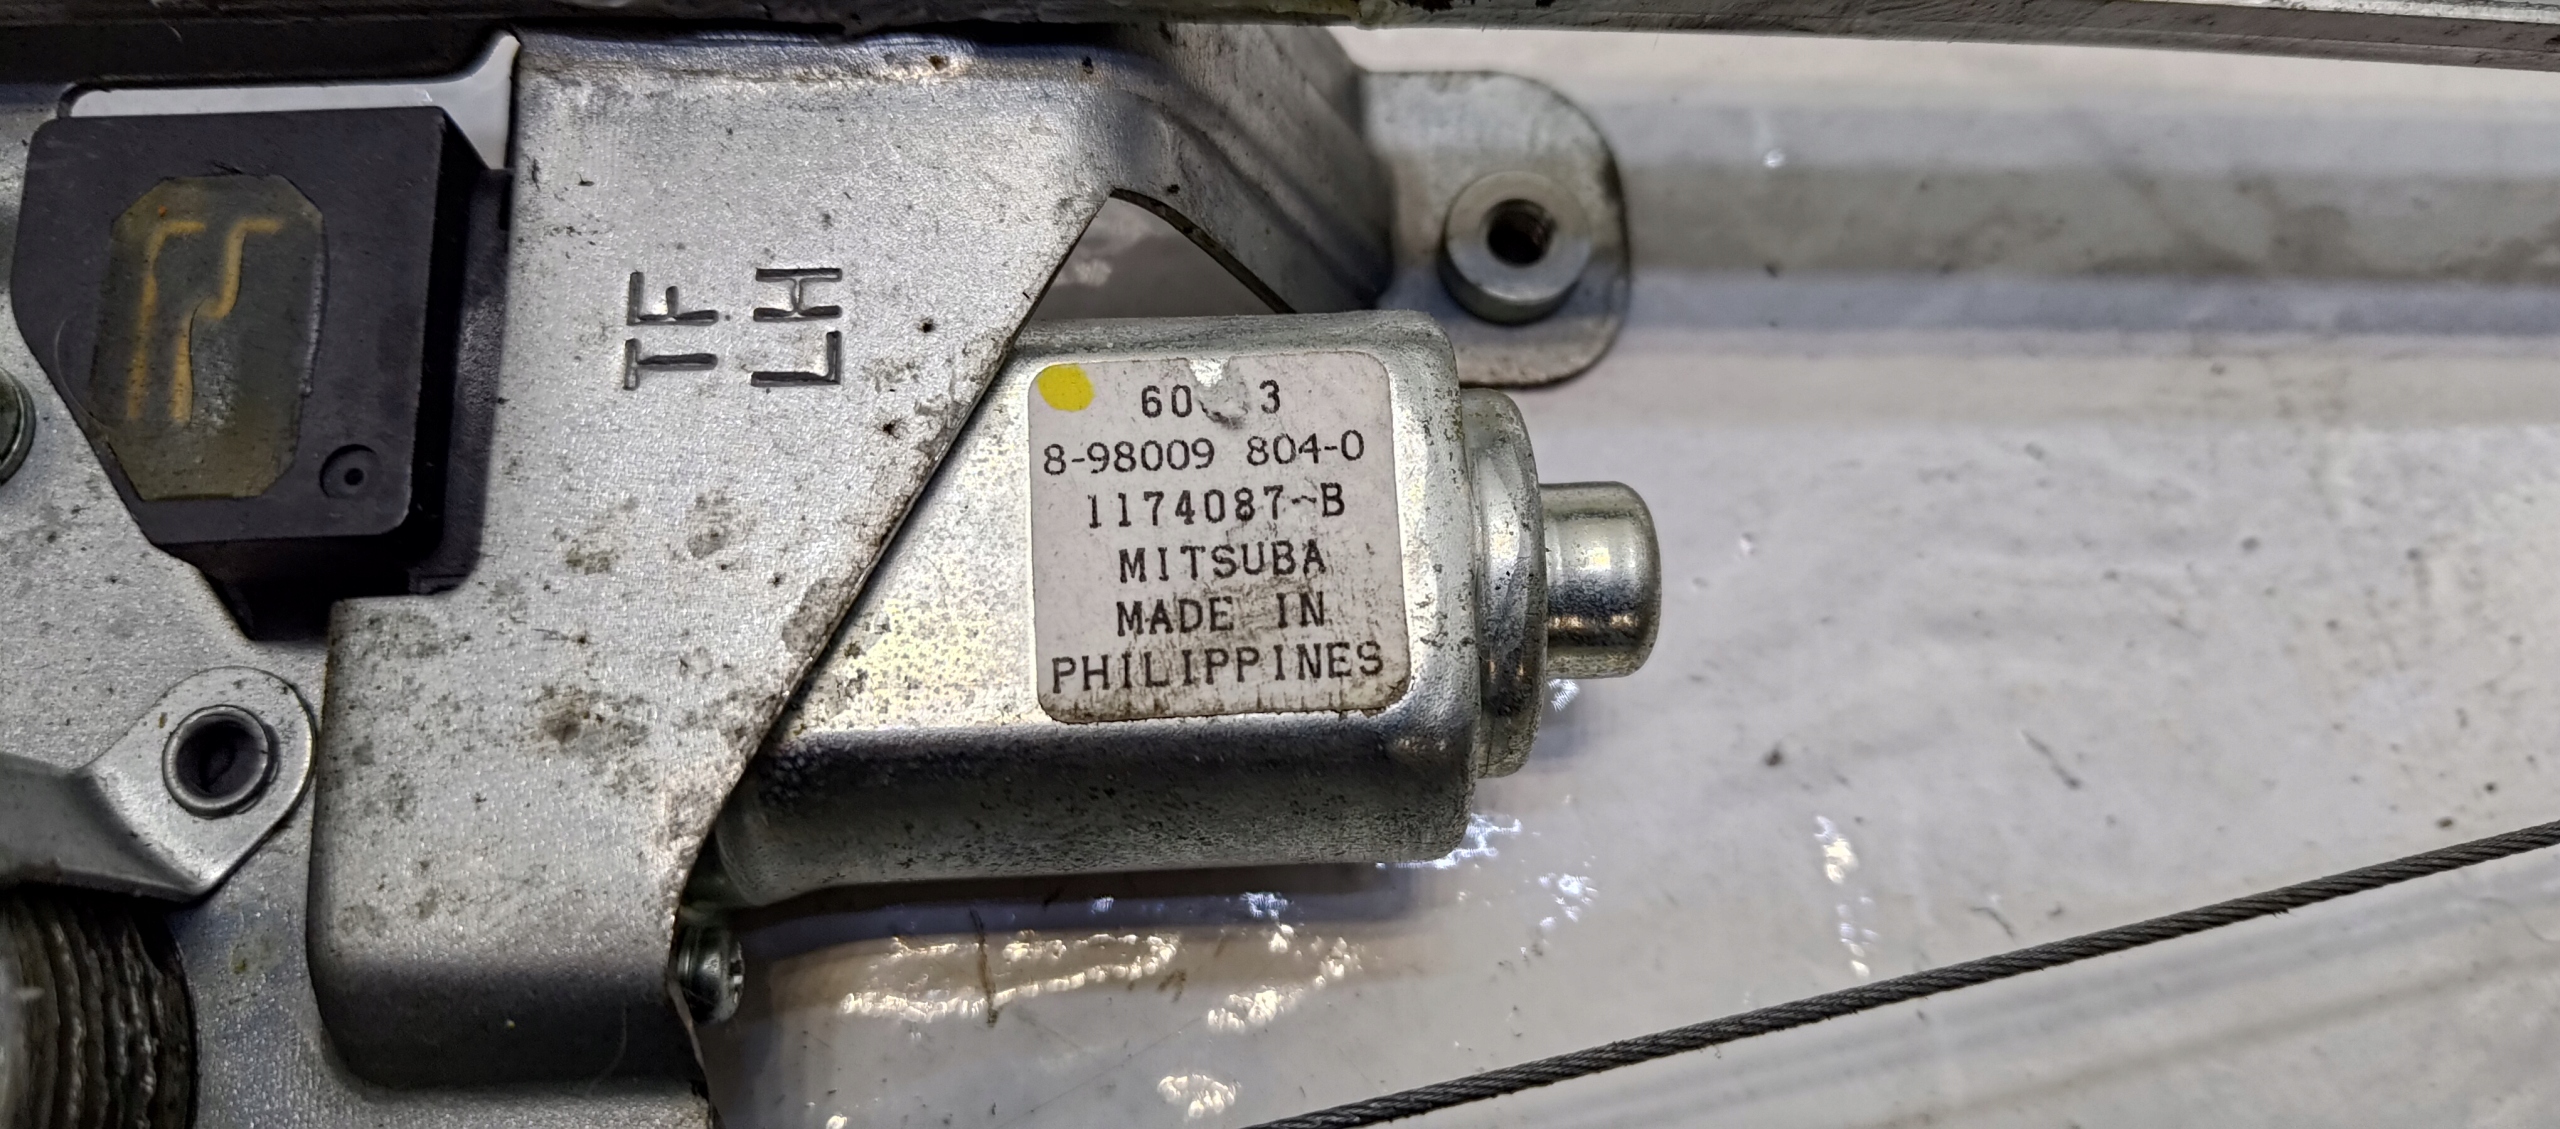 TF
LH
8-98009 804-0
1174087-B
MITSUBA
MADE IN
PHILIPPINES